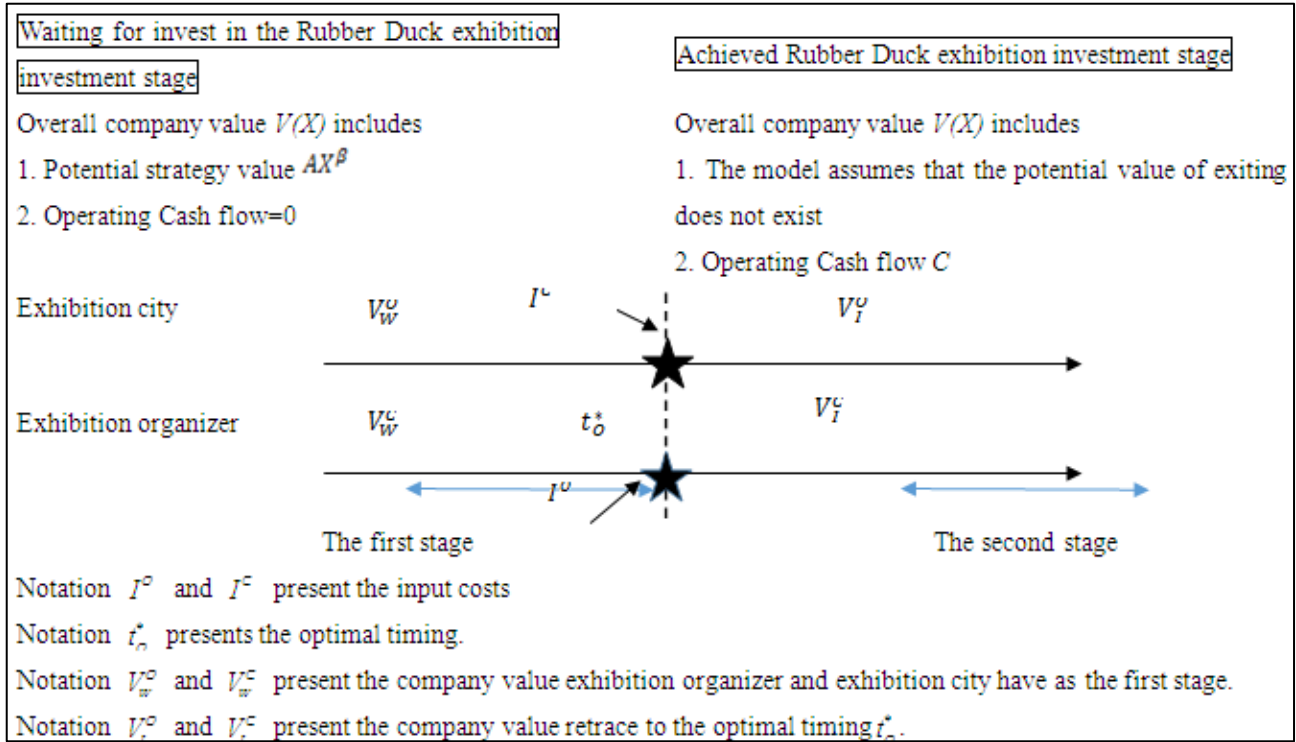 Waiting for invest in the Rubber Duck exhibition
investment stage
Overall company value V(X) includes
1. Potential strategy value AX^β
2. Operating Cash flow=0
Achieved Rubber Duck exhibition investment stage
Overall company value V(X) includes
1. The model assumes that the potential value of exiting
does not exist
2. Operating Cash flow C
Exhibition city V_W^o I^c V_I^o
Exhibition organizer V_W^c t_o^* V_I^c
I^o
The first stage The second stage
Notation I^o and I^c present the input costs
Notation t_o^* presents the optimal timing.
Notation V_w^o and V_w^c present the company value exhibition organizer and exhibition city have as the first stage.
Notation V_I^o and V_I^c present the company value retrace to the optimal timing t_o^*.